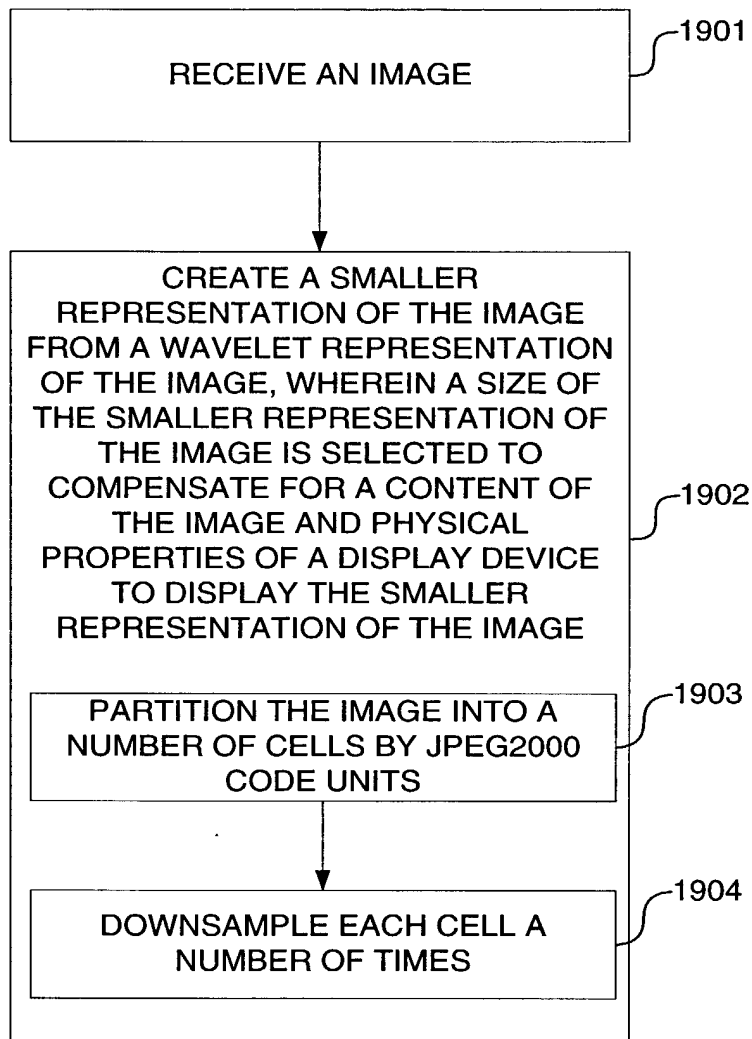 RECEIVE AN IMAGE
1901
CREATE A SMALLER
REPRESENTATION OF THE IMAGE
FROM A WAVELET REPRESENTATION
OF THE IMAGE, WHEREIN A SIZE OF
THE SMALLER REPRESENTATION OF
THE IMAGE IS SELECTED TO
COMPENSATE FOR A CONTENT OF
THE IMAGE AND PHYSICAL
PROPERTIES OF A DISPLAY DEVICE
TO DISPLAY THE SMALLER
REPRESENTATION OF THE IMAGE
1902
PARTITION THE IMAGE INTO A
NUMBER OF CELLS BY JPEG2000
CODE UNITS
1903
DOWNSAMPLE EACH CELL A
NUMBER OF TIMES
1904